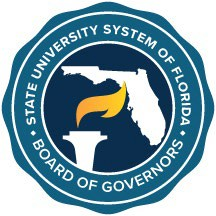 STATE UNIVERSITY SYSTEM OF FLORIDA
BOARD OF GOVERNORS